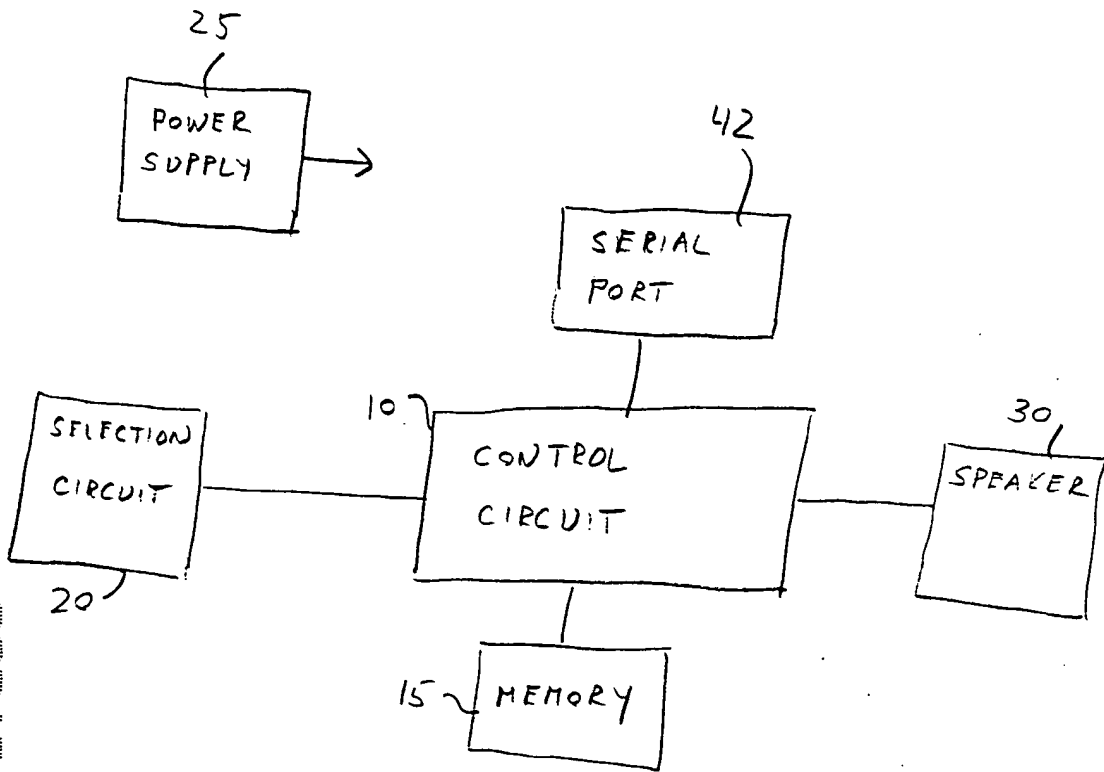 25
POWER
SUPPLY
42
SERIAL
PORT
10
CONTROL
CIRCUIT
SELECTION
CIRCUIT
20
30
SPEAKER
15
MEMORY